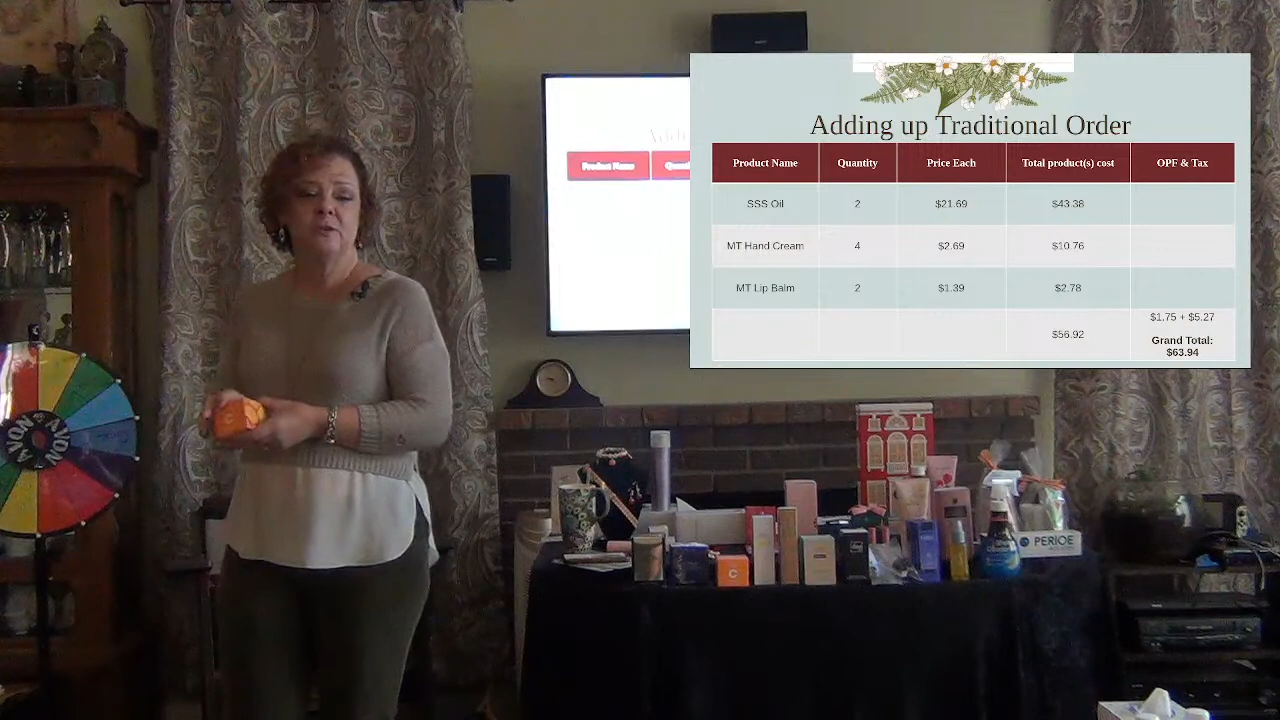 Adding up Traditional Order
Product Name Quantity Price Each Total product(s) cost OPF & Tax
SSS Oil 2 $21.69 $43.38
MT Hand Cream 4 $2.69 $10.76
MT Lip Balm 2 $1.39 $2.78
$56.92 $1.75 + $5.27
Grand Total:
$63.94
Product Name
AVON AVON
C
PERIOE